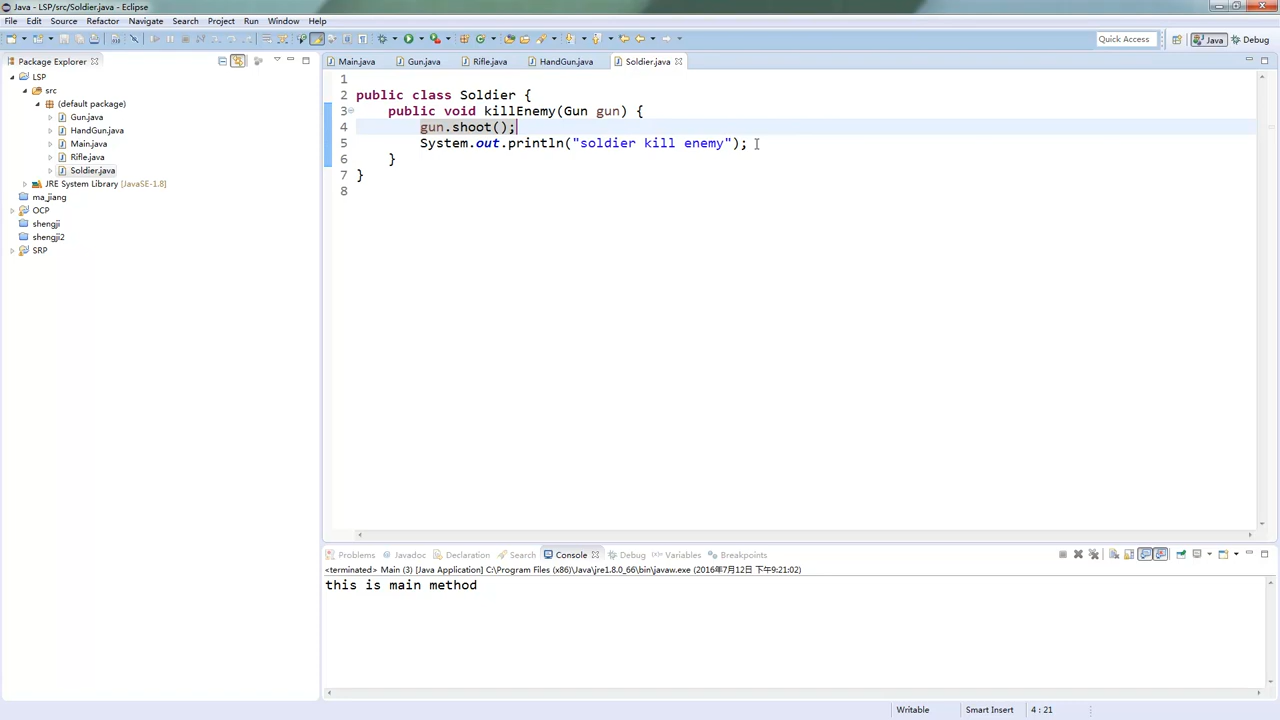 Java - LSP/src/Soldier.java - Eclipse
File Edit Source Refactor Navigate Search Project Run Window Help
Quick Access Java Debug
Package Explorer
Main.java Gun.java Rifle.java HandGun.java Soldier.java
LSP
src
(default package)
Gun.java
HandGun.java
Main.java
Rifle.java
Soldier.java
JRE System Library [JavaSE-1.8]
ma_jiang
OCP
shengji
shengji2
SRP
1
2 public class Soldier {
3 public void killEnemy(Gun gun) {
4 gun.shoot();
5 System.out.println("soldier kill enemy");
6 }
7 }
8
Problems Javadoc Declaration Search Console Debug Variables Breakpoints
<terminated> Main (3) [Java Application] C:\Program Files (x86)\Java\jre1.8.0_66\bin\javaw.exe (2016年7月12日 下午9:21:02)
this is main method
Writable Smart Insert 4 : 21